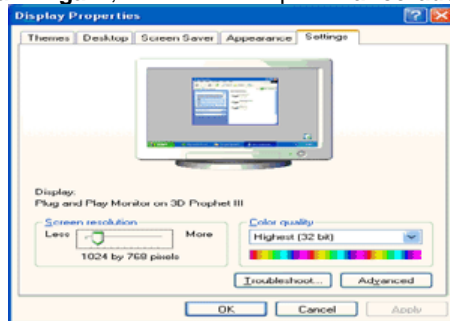 Display Properties
Themes Desktop Screen Saver Appearance Settings
Display:
Plug and Play Monitor on 3D Prophet III
Screen resolution
Less More
1024 by 768 pixels
Color quality
Highest (32 bit)
Troubleshoot... Advanced
OK Cancel Apply